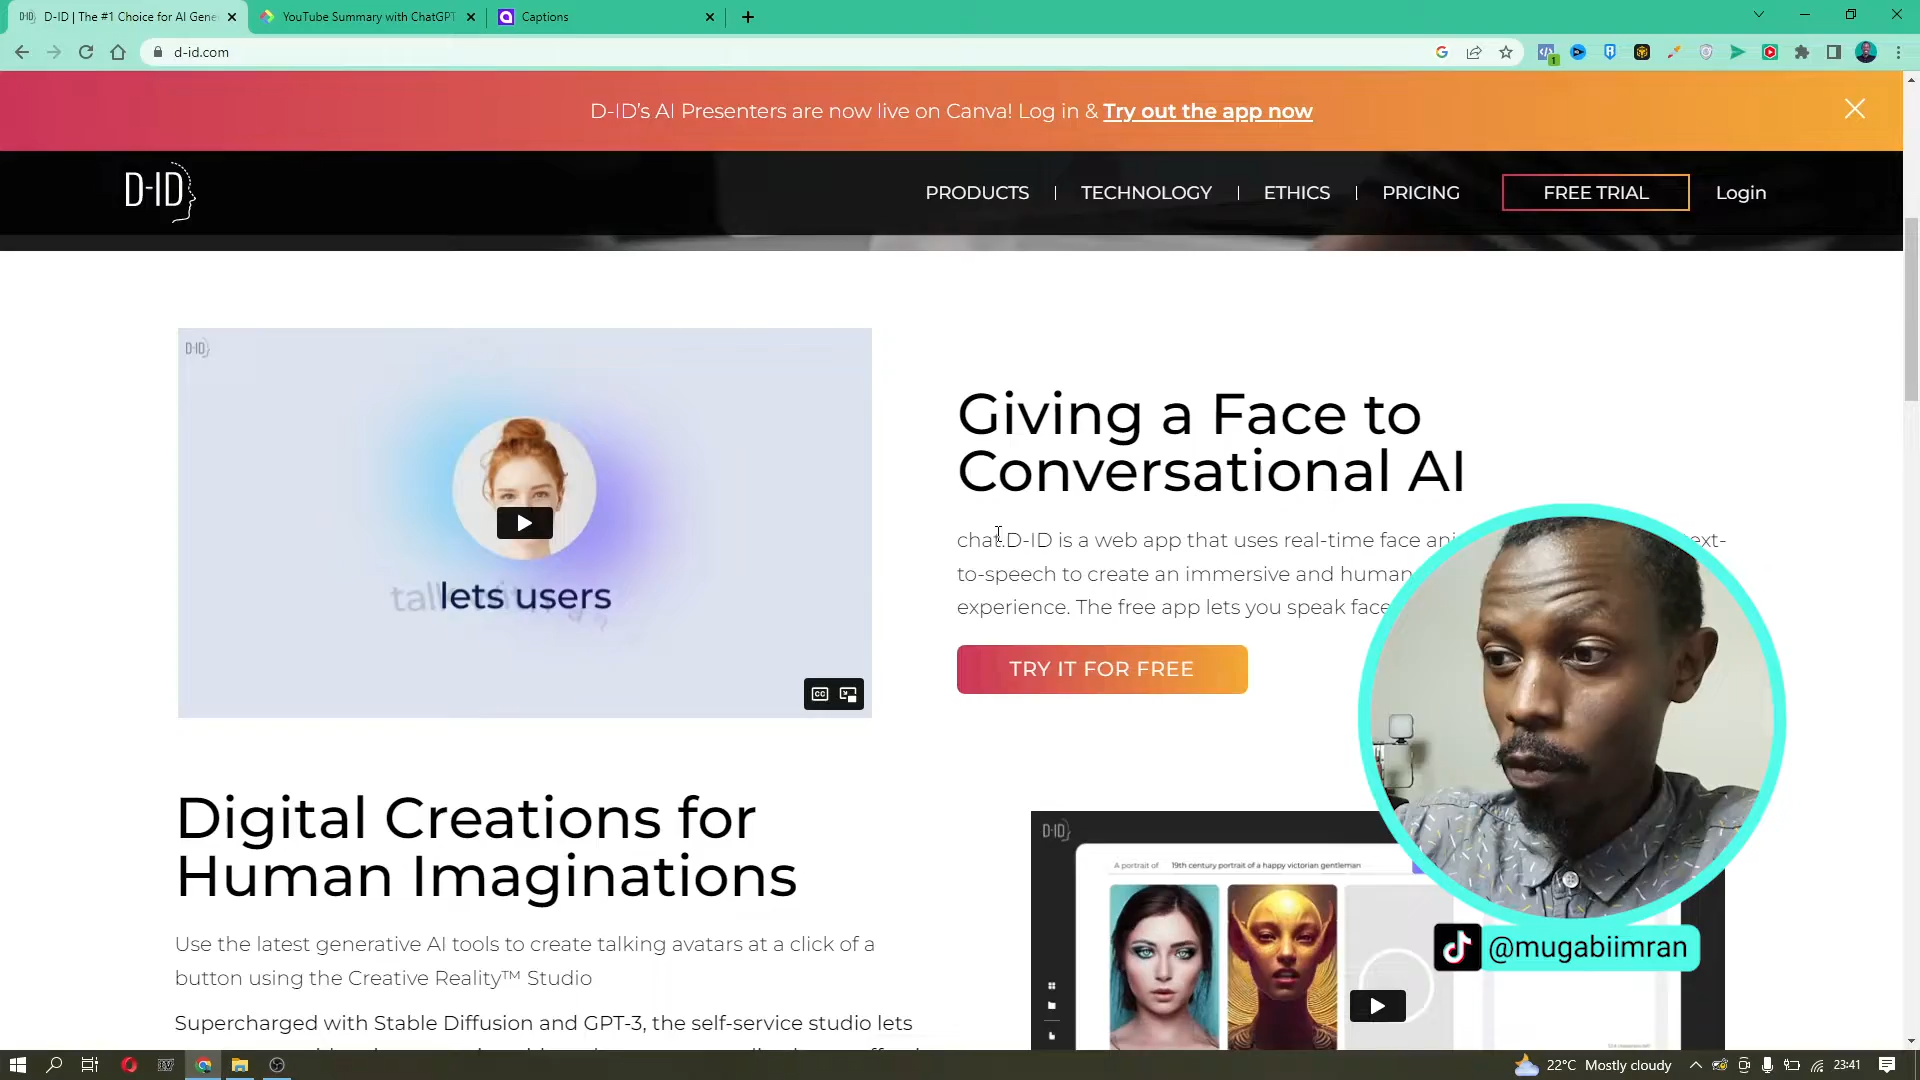 D-ID | The #1 Choice for AI Gene
YouTube Summary with ChatGPT
Captions
d-id.com
1
D-ID's AI Presenters are now live on Canva! Log in & Try out the app now
D-ID
PRODUCTS
TECHNOLOGY
ETHICS
PRICING
FREE TRIAL
Login
D-ID
lets users
CC
Giving a Face to
Conversational AI
chat.D-ID is a web app that uses real-time face
to-speech to create an immersive and human
experience. The free app lets you speak face
TRY IT FOR FREE
Digital Creations for
Human Imaginations
Use the latest generative AI tools to create talking avatars at a click of a
button using the Creative Reality™ Studio
Supercharged with Stable Diffusion and GPT-3, the self-service studio lets
D-ID
A portrait of 19th century portrait of a happy victorian gentleman
@mugabiimran
22°C Mostly cloudy
23:41